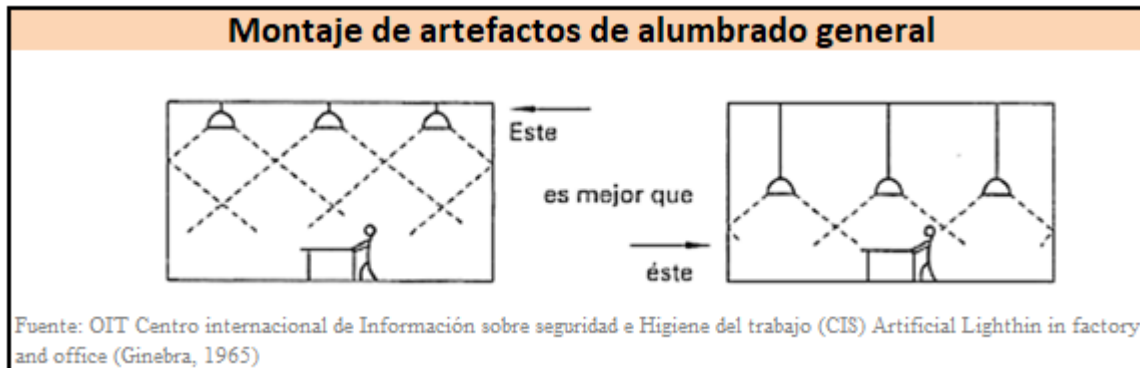 Montaje de artefactos de alumbrado general
Este
es mejor que
éste
Fuente: OIT Centro internacional de Información sobre seguridad e Higiene del trabajo (CIS) Artificial Lighthin in factory
and office (Ginebra, 1965)